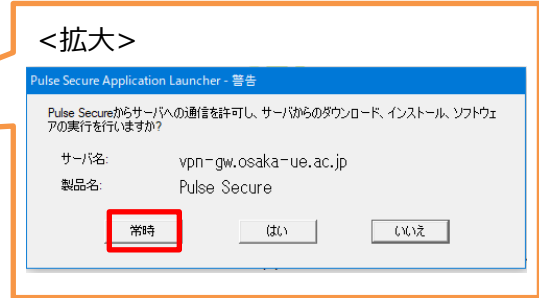 <拡大>
Pulse Secure Application Launcher - 警告
Pulse Secureからサーバへの通信を許可し、サーバからのダウンロード、インストール、ソフトウェ
アの実行を行いますか?
サーバ名: vpn-gw.osaka-ue.ac.jp
製品名: Pulse Secure
常時 はい いいえ